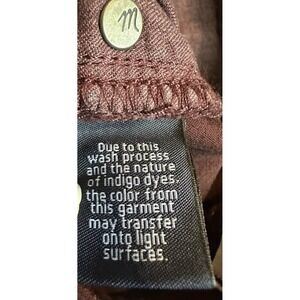 m
Due to this
wash process
and the nature
of indigo dyes.
the color from
this garment
may transfer
onto light
surfaces.